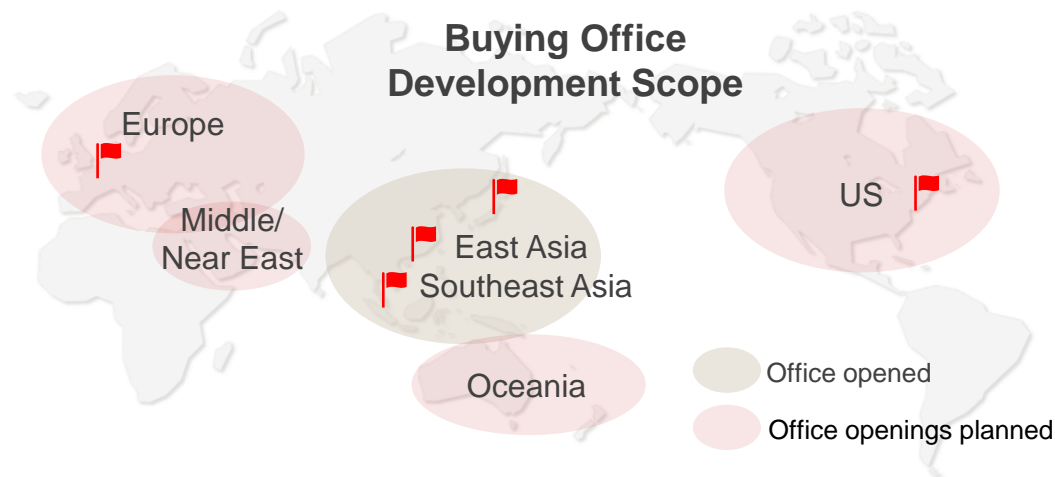 Buying Office
Development Scope
Europe
Middle/
Near East
East Asia
Southeast Asia
US
Oceania
Office opened
Office openings planned